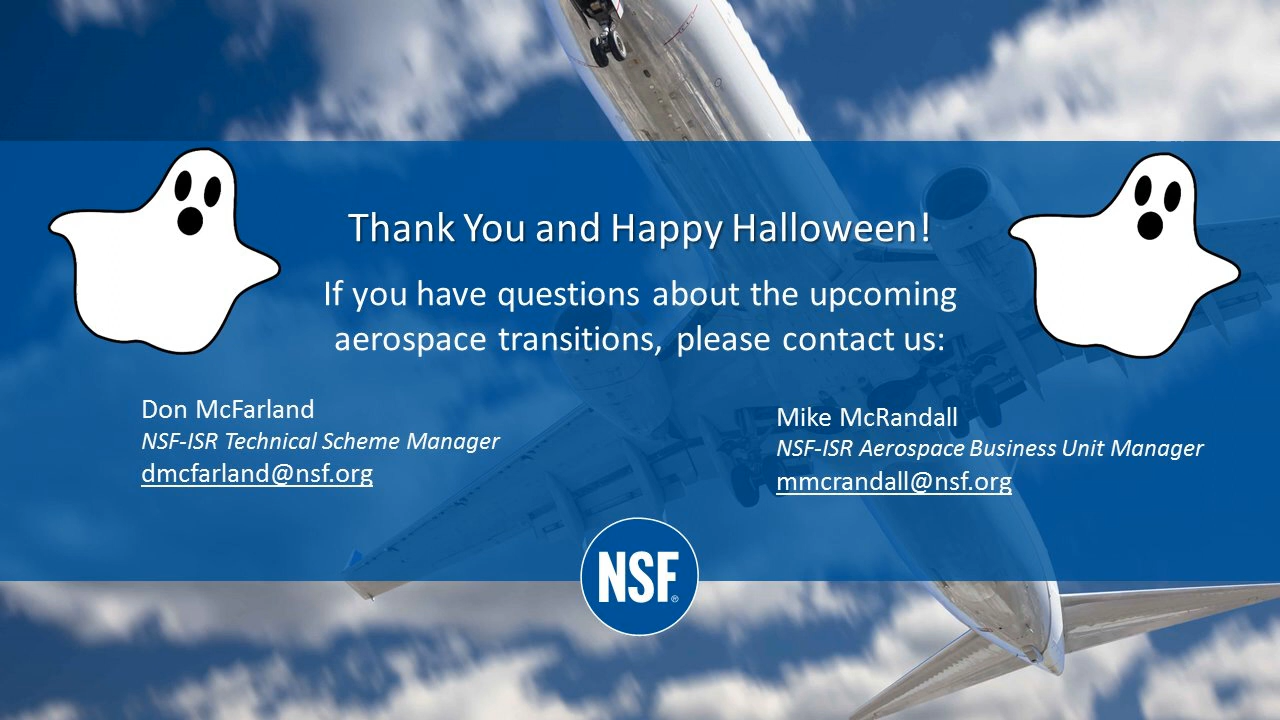 Thank You and Happy Halloween!
If you have questions about the upcoming
aerospace transitions, please contact us:
Don McFarland
NSF-ISR Technical Scheme Manager
dmcfarland@nsf.org
Mike McRandall
NSF-ISR Aerospace Business Unit Manager
mmcrandall@nsf.org
NSF®